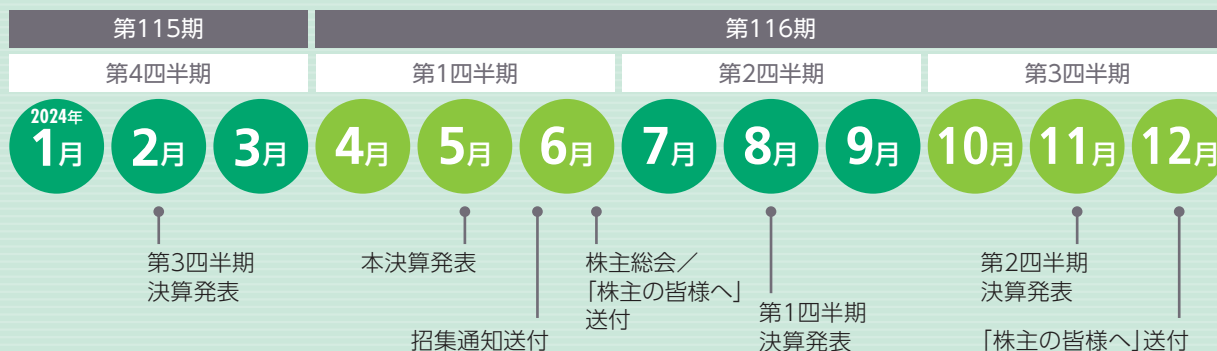 第115期
第116期
第4四半期
第1四半期
第2四半期
第3四半期
2024年
1月
2月
3月
4月
5月
6月
7月
8月
9月
10月
11月
12月
第3四半期
決算発表
本決算発表
招集通知送付
株主総会／
「株主の皆様へ」
送付
第1四半期
決算発表
第2四半期
決算発表
「株主の皆様へ」送付